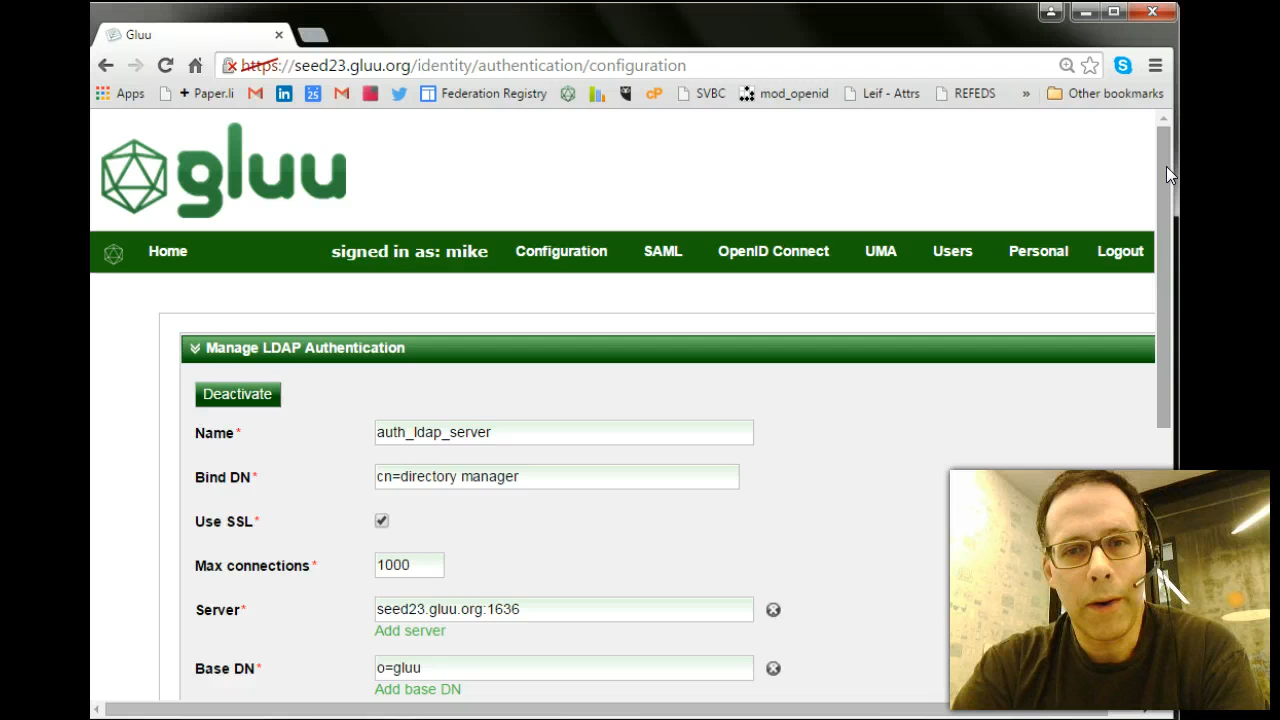 Gluu
https://seed23.gluu.org/identity/authentication/configuration
Apps + Paper.li 25 Federation Registry cP SVBC mod_openid Leif - Attrs REFEDS » Other bookmarks
gluu
Home signed in as: mike Configuration SAML OpenID Connect UMA Users Personal Logout
Manage LDAP Authentication
Deactivate
Name* auth_ldap_server
Bind DN* cn=directory manager
Use SSL*
Max connections* 1000
Server* seed23.gluu.org:1636
Add server
Base DN* o=gluu
Add base DN